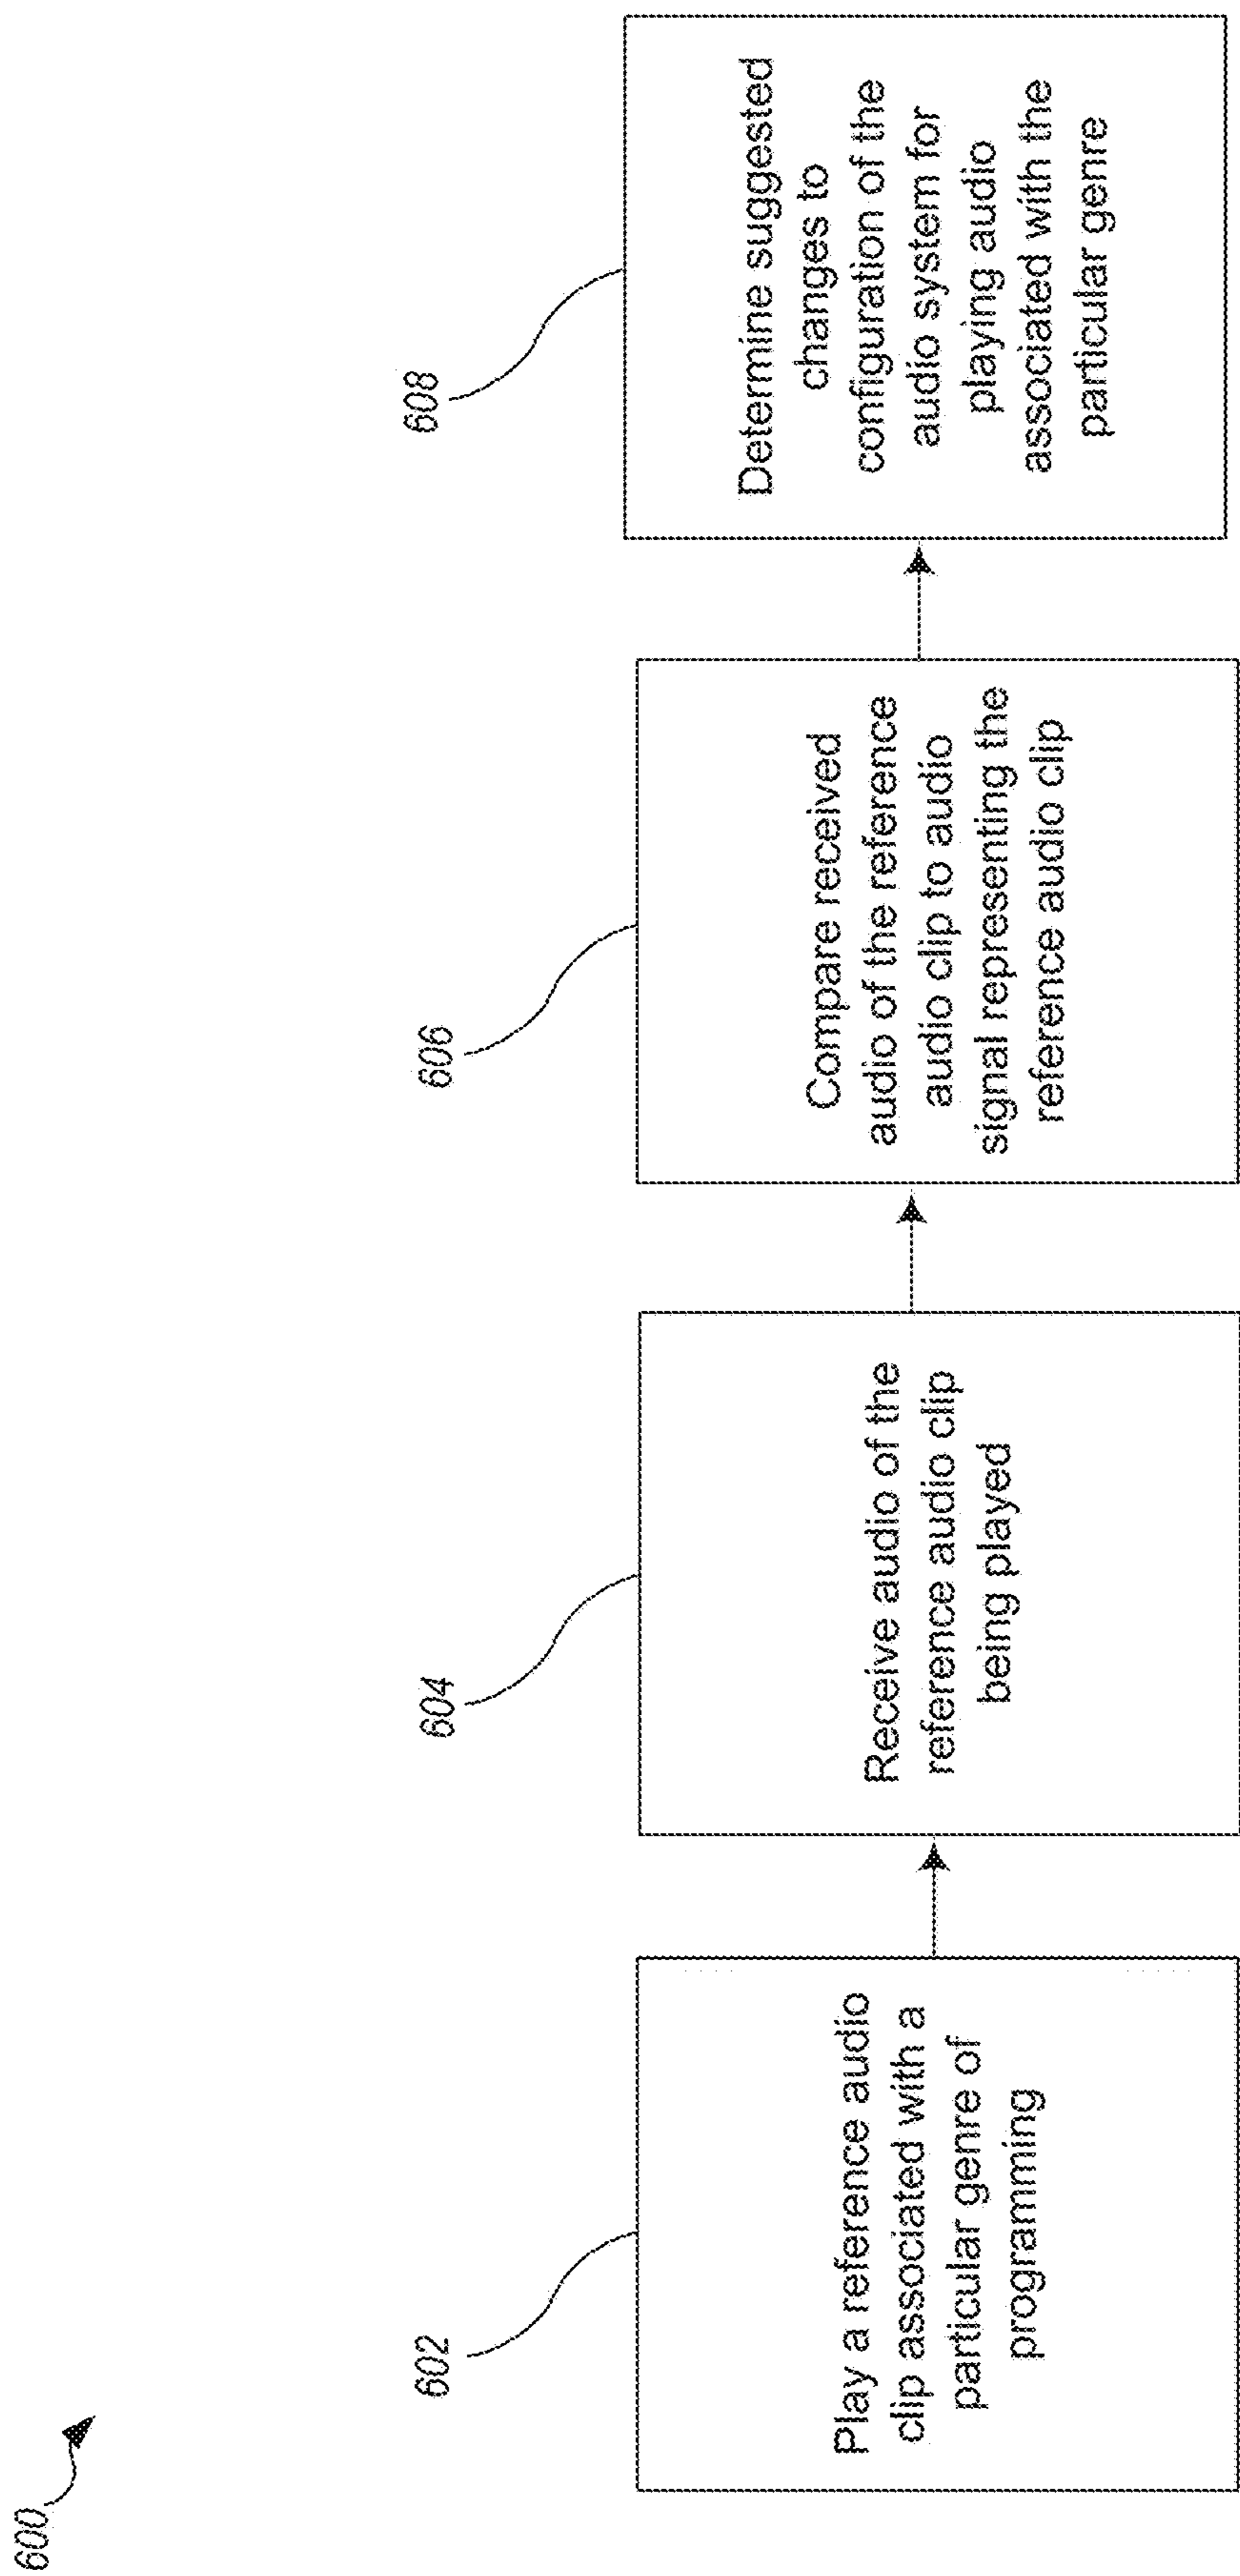 600
602
Play a reference audio
clip associated with a
particular genre of
programming
604
Receive audio of the
reference audio clip
being played
606
Compare received
audio of the reference
audio clip to audio
signal representing the
reference audio clip
608
Determine suggested
changes to
configuration of the
audio system for
playing audio
associated with the
particular genre